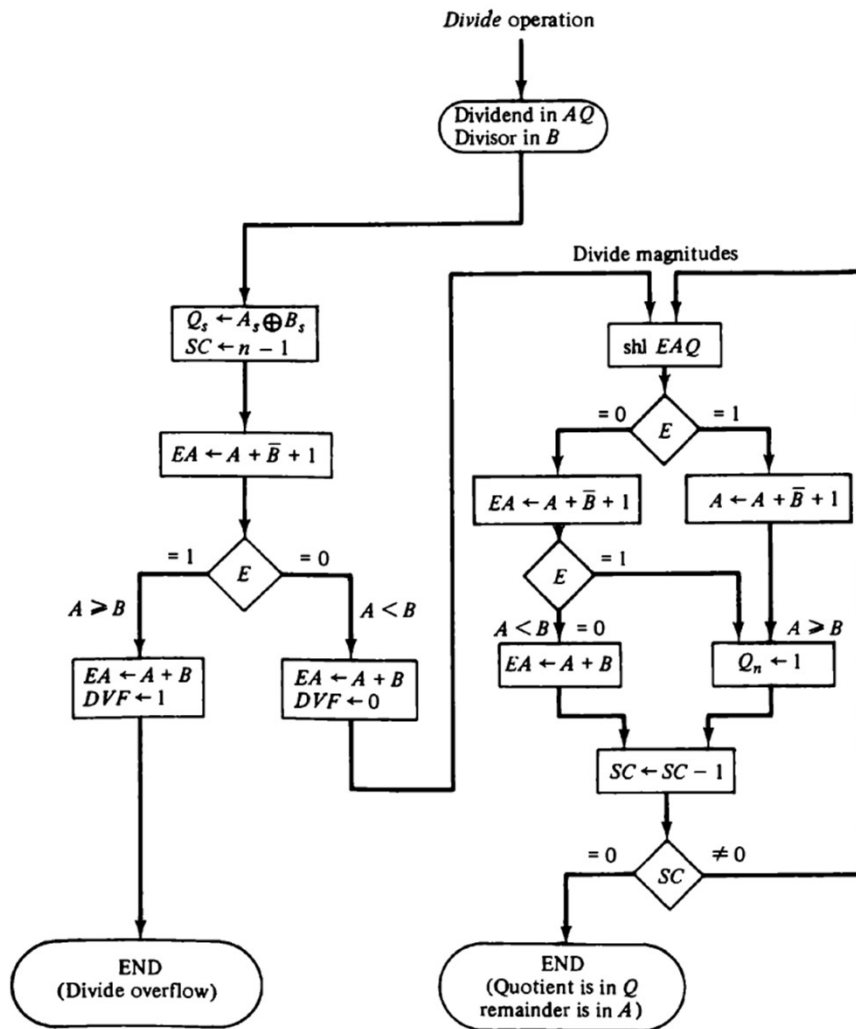 Divide operation
Dividend in AQ
Divisor in B
Divide magnitudes
Qₛ ← Aₛ ⊕ Bₛ
SC ← n − 1
shl EAQ
= 0
= 1
E
EA ← A + B̅ + 1
EA ← A + B̅ + 1
A ← A + B̅ + 1
= 1
E
= 0
E
= 1
A ⩾ B
A < B
A < B
= 0
A ⩾ B
EA ← A + B
DVF ← 1
EA ← A + B
DVF ← 0
EA ← A + B
Qₙ ← 1
SC ← SC − 1
= 0
≠ 0
SC
END
(Divide overflow)
END
(Quotient is in Q
remainder is in A)